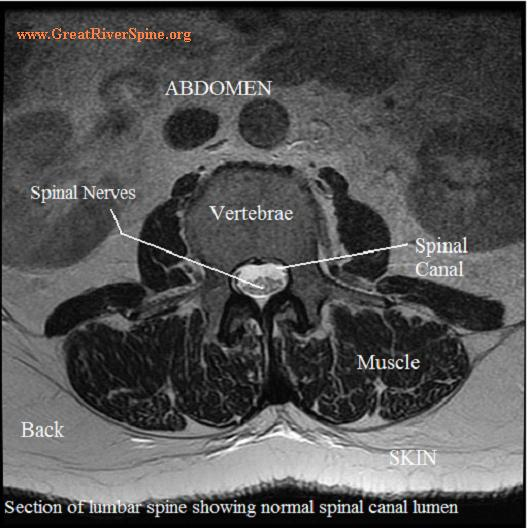 www.GreatRiverSpine.org
ABDOMEN
Spinal Nerves
Vertebrae
Spinal
Canal
Muscle
Back
SKIN
Section of lumbar spine showing normal spinal canal lumen